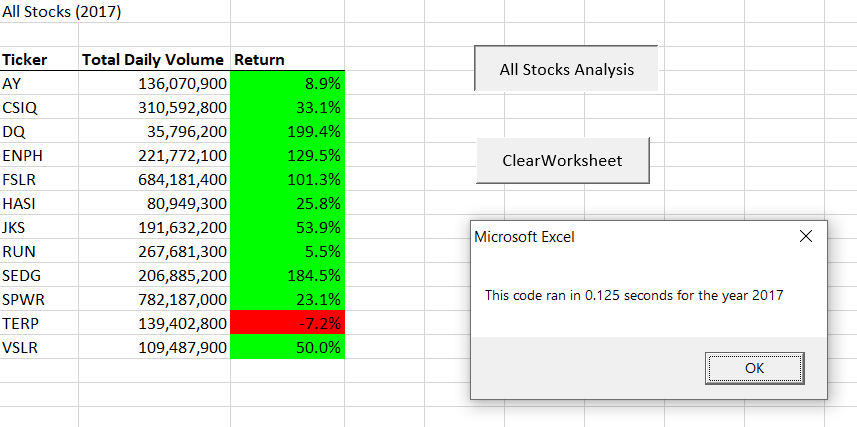 All Stocks (2017)
Ticker Total Daily Volume Return
AY 136,070,900 8.9%
CSIQ 310,592,800 33.1%
DQ 35,796,200 199.4%
ENPH 221,772,100 129.5%
FSLR 684,181,400 101.3%
HASI 80,949,300 25.8%
JKS 191,632,200 53.9%
RUN 267,681,300 5.5%
SEDG 206,885,200 184.5%
SPWR 782,187,000 23.1%
TERP 139,402,800 -7.2%
VSLR 109,487,900 50.0%
All Stocks Analysis
ClearWorksheet
Microsoft Excel
This code ran in 0.125 seconds for the year 2017
OK